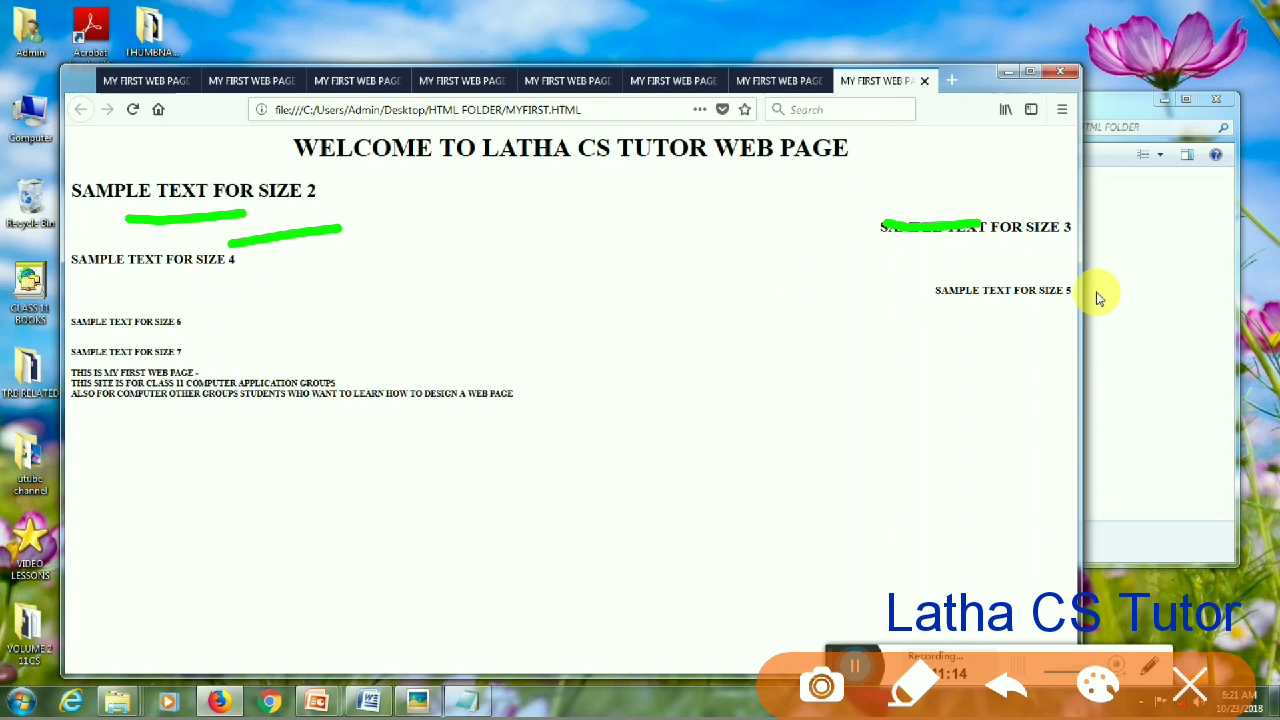 Admin
Acrobat
THUMBNA...
MY FIRST WEB PAGE
MY FIRST WEB PAGE
MY FIRST WEB PAGE
MY FIRST WEB PAGE
MY FIRST WEB PAGE
MY FIRST WEB PAGE
MY FIRST WEB PAGE
MY FIRST WEB PA
file:///C:/Users/Admin/Desktop/HTML FOLDER/MYFIRST.HTML
Search
HTML FOLDER
Computer
WELCOME TO LATHA CS TUTOR WEB PAGE
SAMPLE TEXT FOR SIZE 2
Recycle Bin
SAMPLE TEXT FOR SIZE 3
SAMPLE TEXT FOR SIZE 4
SAMPLE TEXT FOR SIZE 5
CLASS 11
BOOKS
SAMPLE TEXT FOR SIZE 6
SAMPLE TEXT FOR SIZE 7
THIS IS MY FIRST WEB PAGE -
THIS SITE IS FOR CLASS 11 COMPUTER APPLICATION GROUPS
ALSO FOR COMPUTER OTHER GROUPS STUDENTS WHO WANT TO LEARN HOW TO DESIGN A WEB PAGE
TRB RELATED
utube
channel
VIDEO
LESSONS
Latha CS Tutor
VOLUME 2
11CS
Recording...
11:14
6:21 AM
10/23/2018